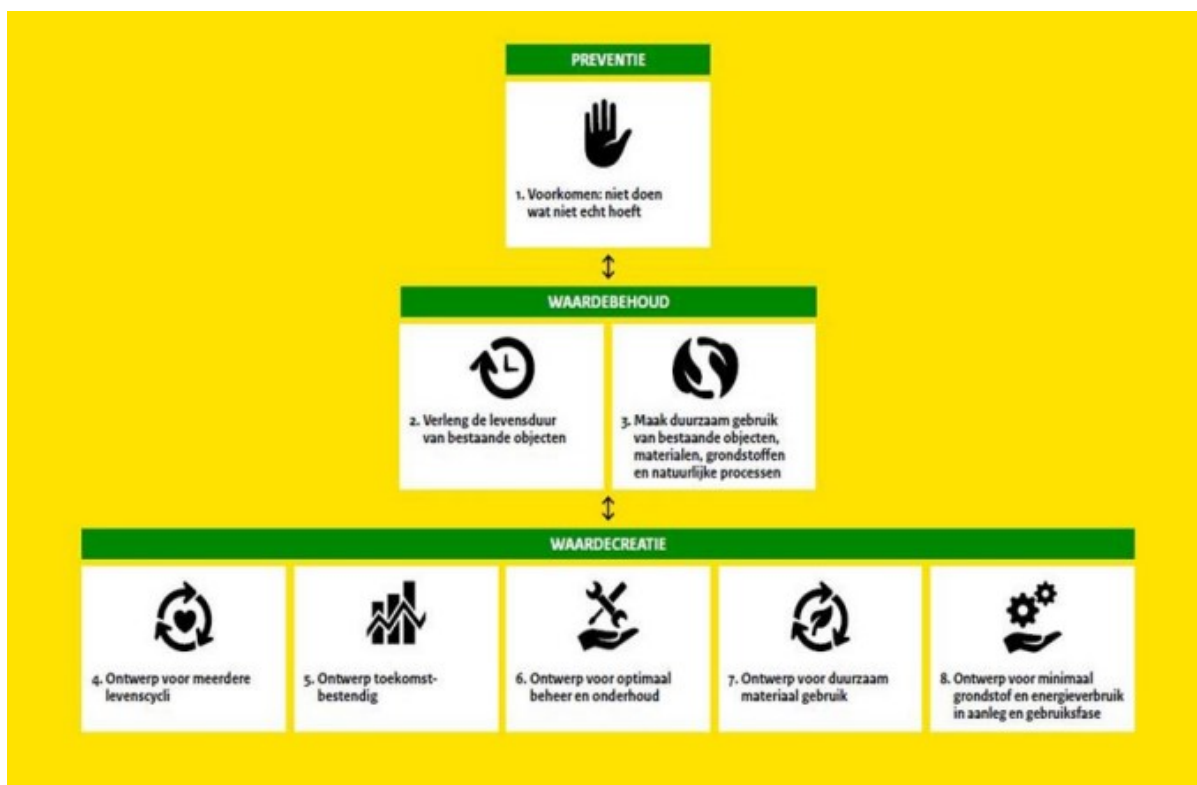 PREVENTIE
1. Voorkomen: niet doen
wat niet echt hoeft
WAARDEBEHOUD
2. Verleng de levensduur
van bestaande objecten
3. Maak duurzaam gebruik
van bestaande objecten,
materialen, grondstoffen
en natuurlijke processen
WAARDECREATIE
4. Ontwerp voor meerdere
levenscycli
5. Ontwerp toekomst-
bestendig
6. Ontwerp voor optimaal
beheer en onderhoud
7. Ontwerp voor duurzaam
materiaal gebruik
8. Ontwerp voor minimaal
grondstof en energieverbruik
in aanleg en gebruiksfase